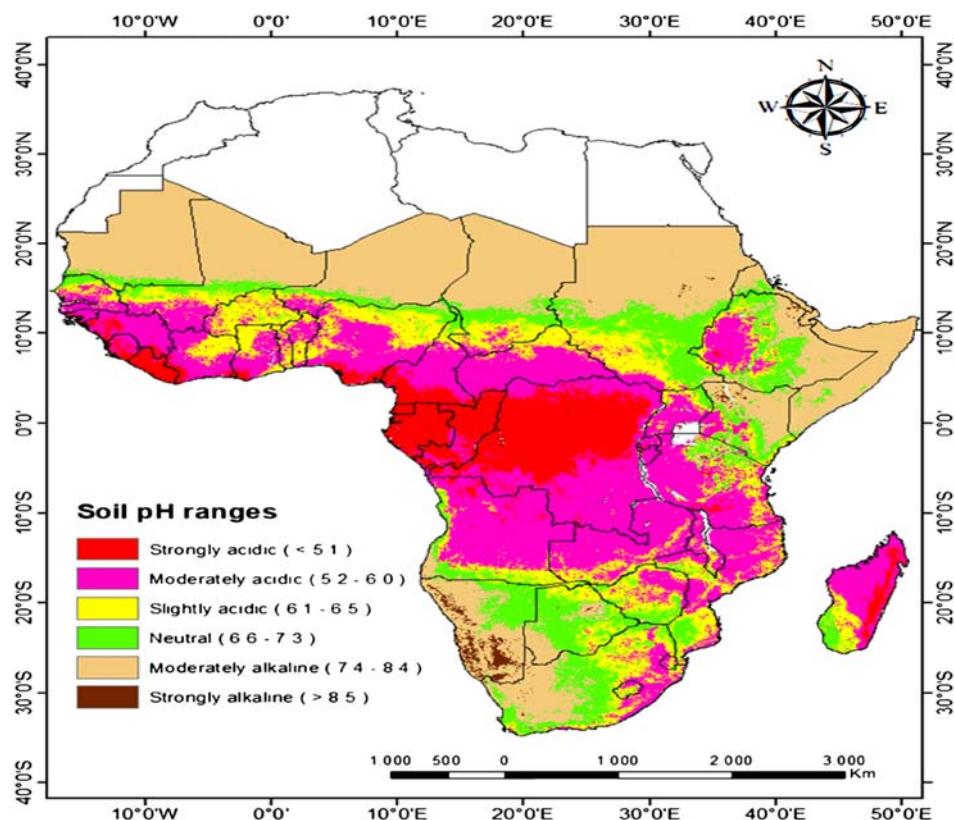 10°0'W 0°0' 10°0'E 20°0'E 30°0'E 40°0'E 50°0'E
40°0'N 40°0'N
N
W E
S
30°0'N 30°0'N
20°0'N 20°0'N
10°0'N 10°0'N
0°0' 0°0'
10°0'S 10°0'S
20°0'S 20°0'S
30°0'S 30°0'S
40°0'S 40°0'S
Soil pH ranges
Strongly acidic ( < 5 1 )
Moderately acidic ( 5 2 - 6 0 )
Slightly acidic ( 6 1 - 6 5 )
Neutral ( 6 6 - 7 3 )
Moderately alkaline ( 7 4 - 8 4 )
Strongly alkaline ( > 8 5 )
1 000 500 0 1 000 2 000 3 000
Km
10°0'W 0°0' 10°0'E 20°0'E 30°0'E 40°0'E 50°0'E